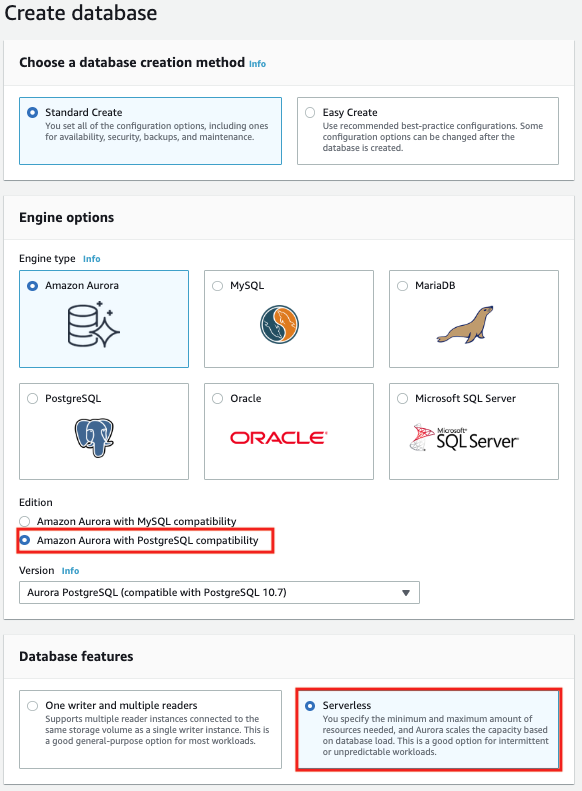 Create database
Choose a database creation method Info
Standard Create
You set all of the configuration options, including ones
for availability, security, backups, and maintenance.
Easy Create
Use recommended best-practice configurations. Some
configuration options can be changed after the
database is created.
Engine options
Engine type Info
Amazon Aurora
MySQL
MariaDB
PostgreSQL
Oracle
ORACLE
Microsoft SQL Server
Microsoft
SQL Server
Edition
Amazon Aurora with MySQL compatibility
Amazon Aurora with PostgreSQL compatibility
Version Info
Aurora PostgreSQL (compatible with PostgreSQL 10.7)
Database features
One writer and multiple readers
Supports multiple reader instances connected to the
same storage volume as a single writer instance. This is
a good general-purpose option for most workloads.
Serverless
You specify the minimum and maximum amount of
resources needed, and Aurora scales the capacity based
on database load. This is a good option for intermittent
or unpredictable workloads.